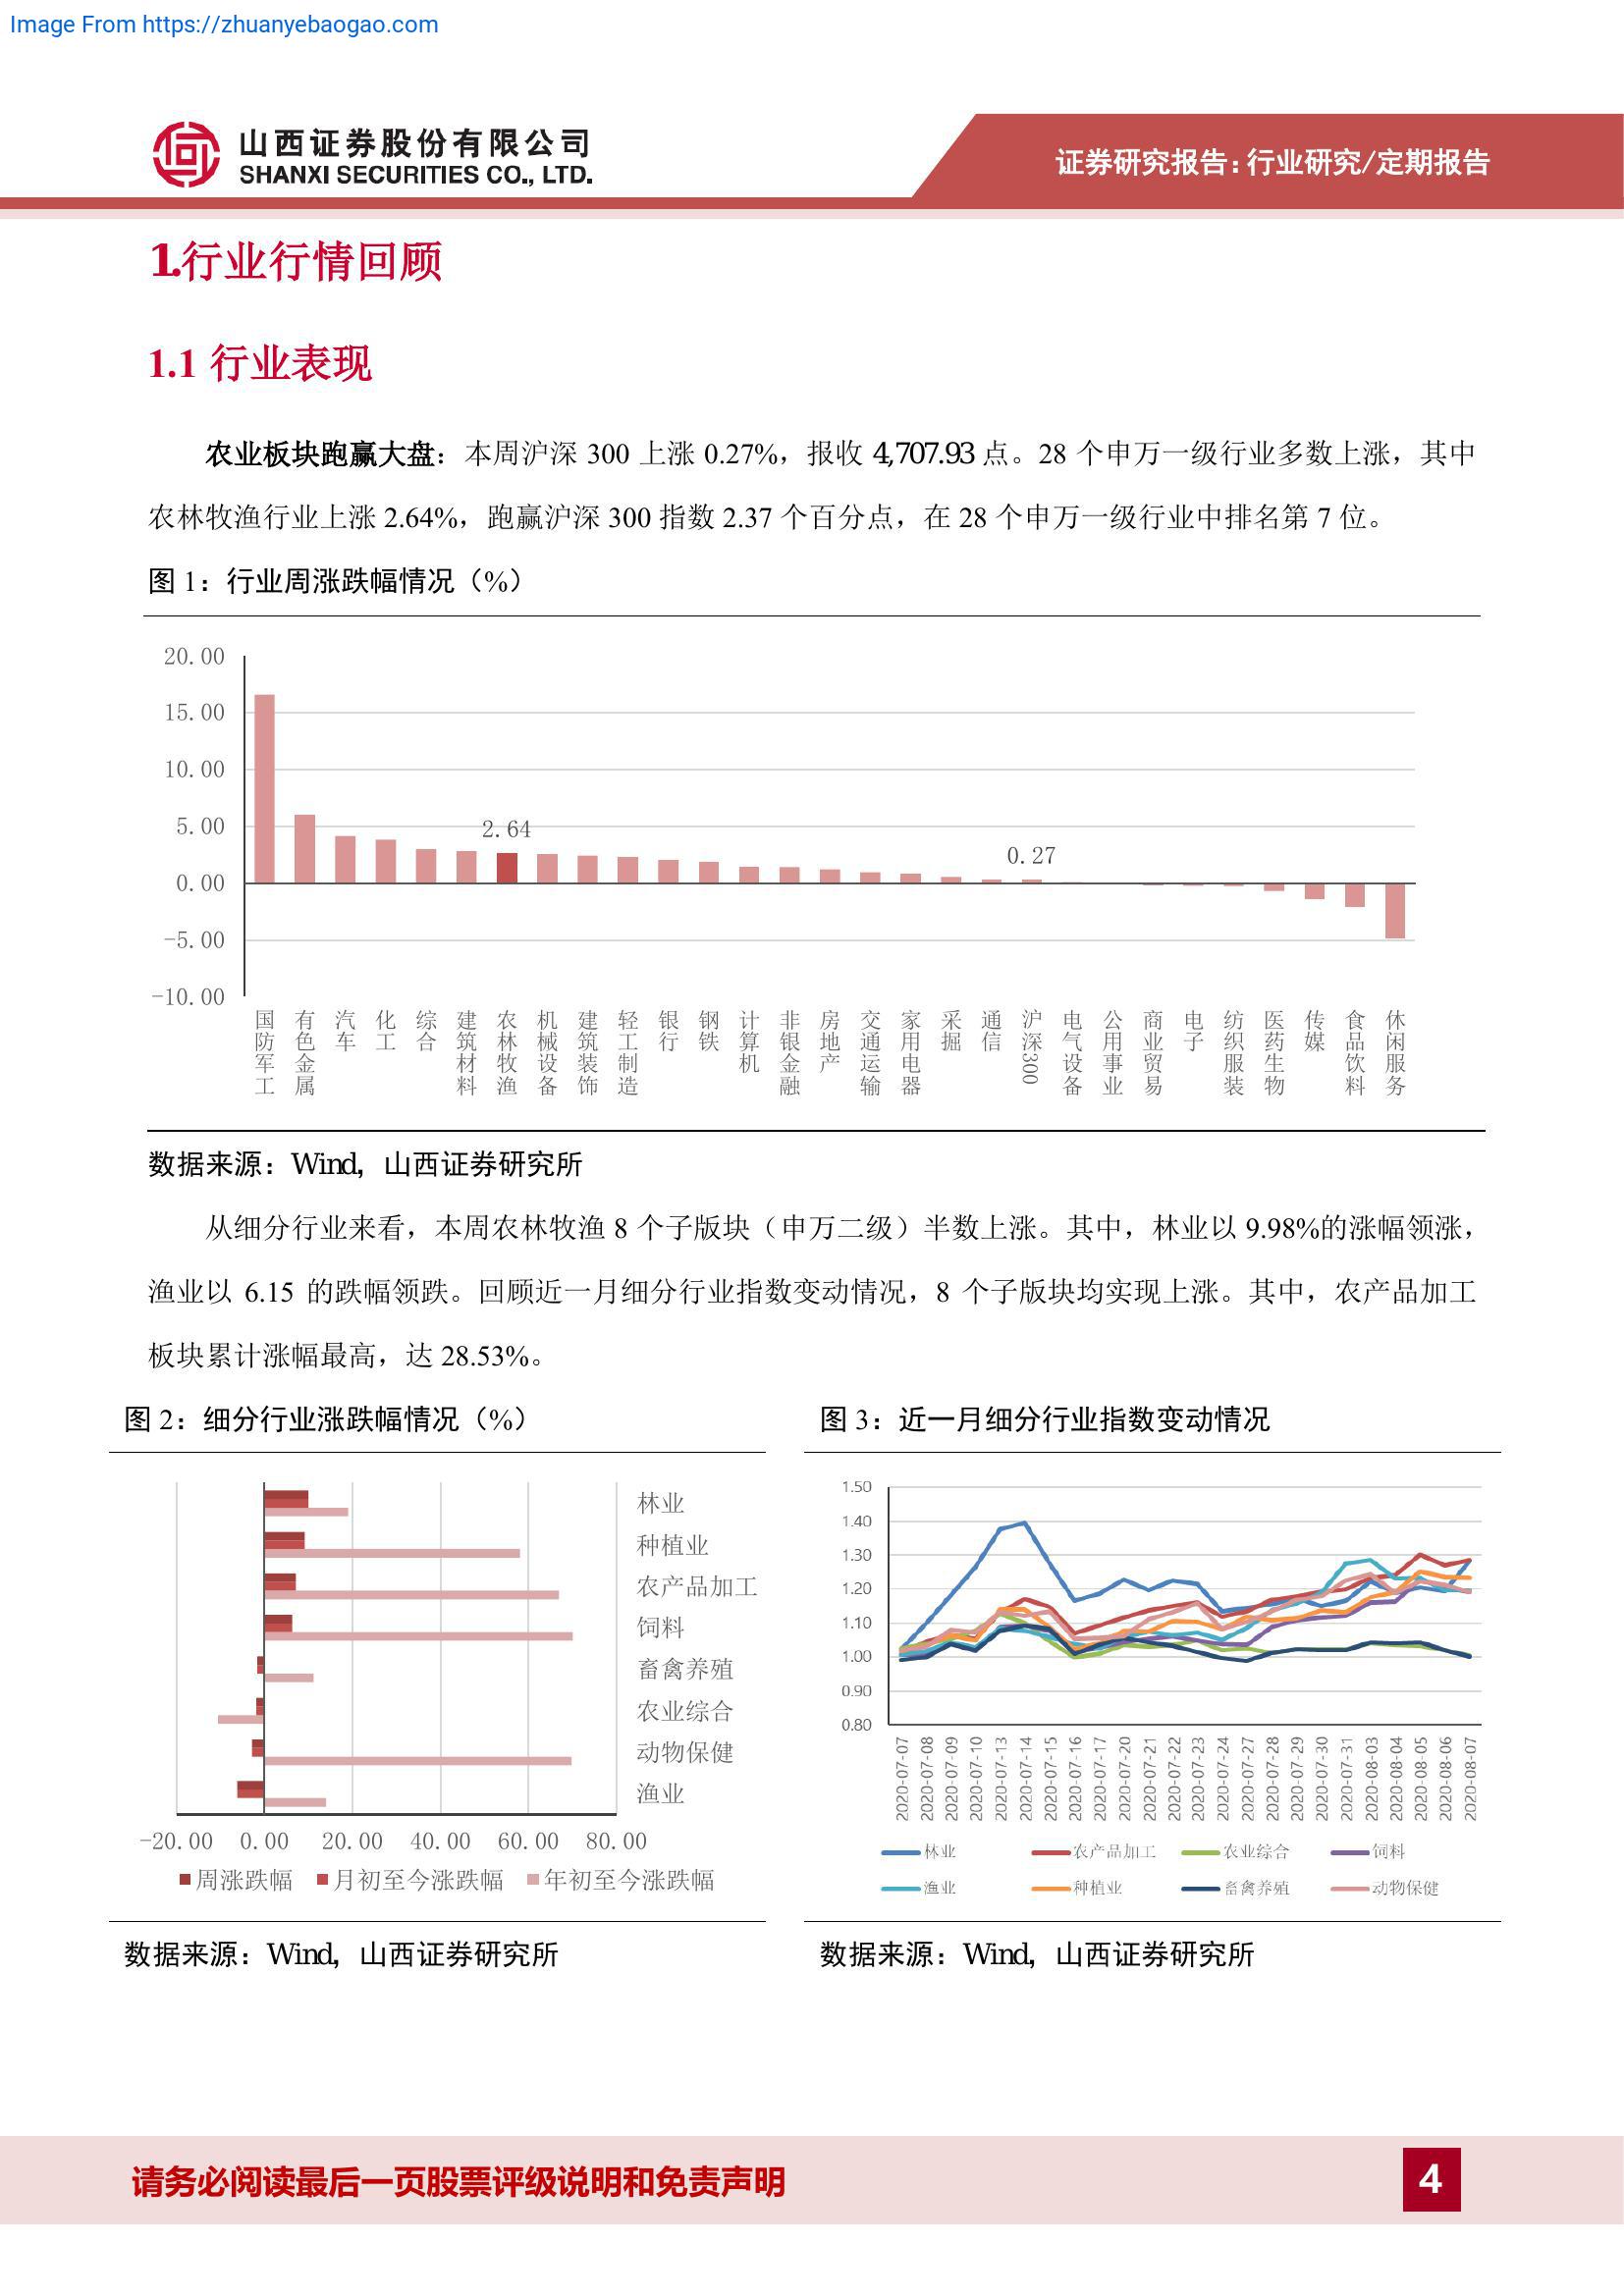 Image From https://zhuanyebaogao.com
山西证券股份有限公司
SHANXI SECURITIES CO., LTD.
证券研究报告:行业研究/定期报告
1.行业行情回顾
1.1 行业表现
农业板块跑赢大盘：本周沪深 300 上涨 0.27%，报收 4,707.93 点。28 个申万一级行业多数上涨，其中
农林牧渔行业上涨 2.64%，跑赢沪深 300 指数 2.37 个百分点，在 28 个申万一级行业中排名第 7 位。
图 1：行业周涨跌幅情况（%）
20.00
15.00
10.00
5.00
0.00
-5.00
-10.00
2.64
0.27
国防军工
有色金属
汽车
化工
综合
建筑材料
农林牧渔
机械设备
建筑装饰
轻工制造
银行
钢铁
计算机
非银金融
房地产
交通运输
家用电器
采掘
通信
沪深300
电气设备
公用事业
商业贸易
电子
纺织服装
医药生物
传媒
食品饮料
休闲服务
数据来源：Wind，山西证券研究所
从细分行业来看，本周农林牧渔 8 个子版块（申万二级）半数上涨。其中，林业以 9.98%的涨幅领涨，
渔业以 6.15 的跌幅领跌。回顾近一月细分行业指数变动情况，8 个子版块均实现上涨。其中，农产品加工
板块累计涨幅最高，达 28.53%。
图 2：细分行业涨跌幅情况（%）
林业
种植业
农产品加工
饲料
畜禽养殖
农业综合
动物保健
渔业
-20.00 0.00 20.00 40.00 60.00 80.00
周涨跌幅 月初至今涨跌幅 年初至今涨跌幅
数据来源：Wind，山西证券研究所
图 3：近一月细分行业指数变动情况
1.50
1.40
1.30
1.20
1.10
1.00
0.90
0.80
2020-07-07
2020-07-08
2020-07-09
2020-07-10
2020-07-13
2020-07-14
2020-07-15
2020-07-16
2020-07-17
2020-07-20
2020-07-21
2020-07-22
2020-07-23
2020-07-24
2020-07-27
2020-07-28
2020-07-29
2020-07-30
2020-07-31
2020-08-03
2020-08-04
2020-08-05
2020-08-06
2020-08-07
林业 农产品加工 农业综合 饲料
渔业 种植业 畜禽养殖 动物保健
数据来源：Wind，山西证券研究所
请务必阅读最后一页股票评级说明和免责声明
4